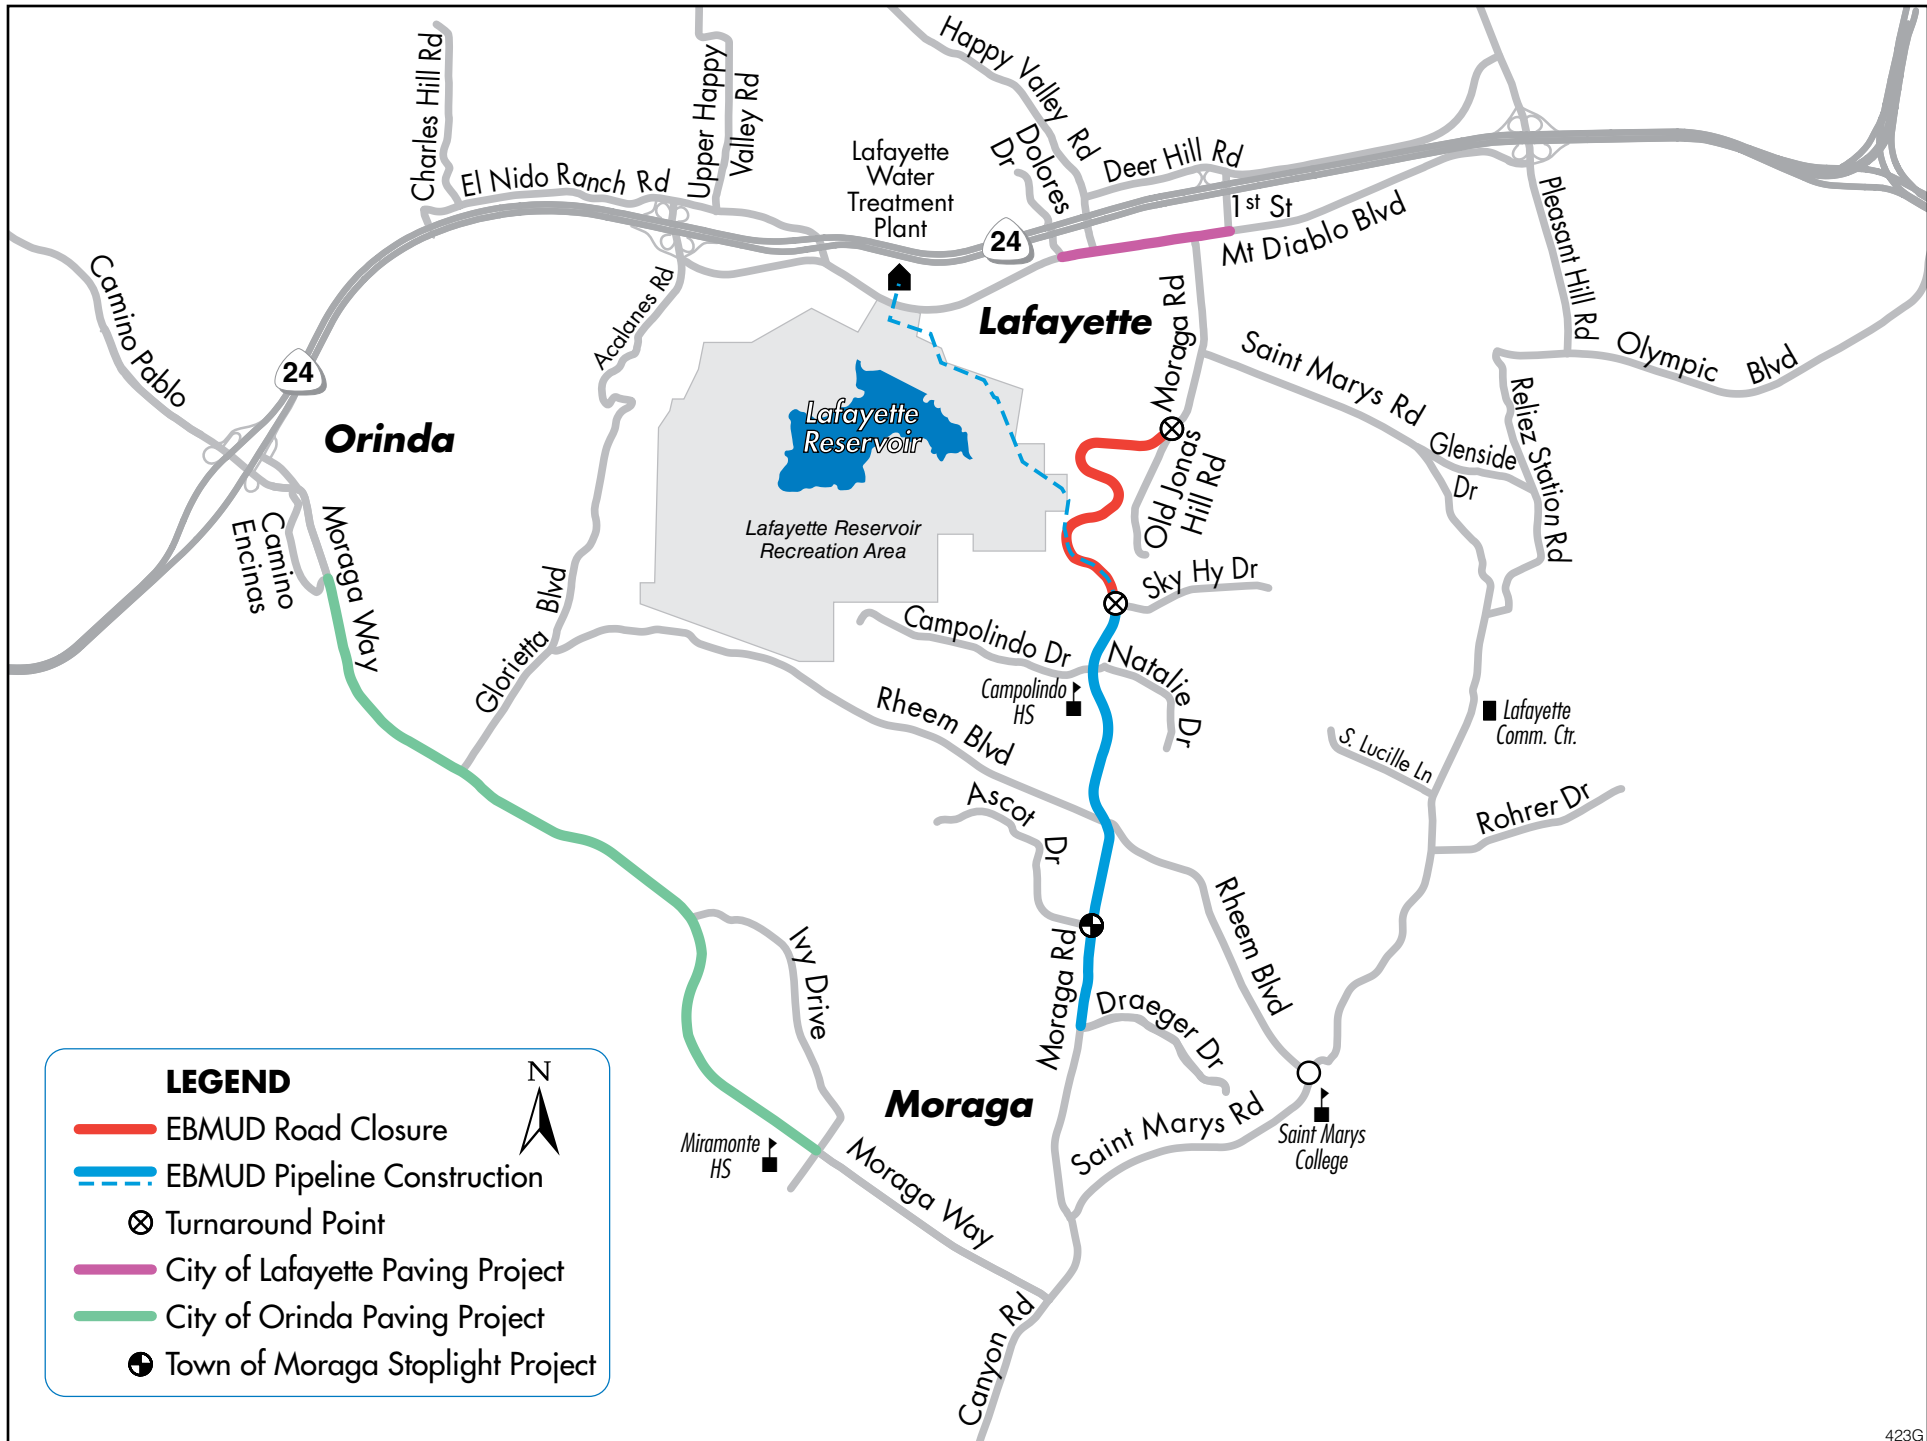 Charles Hill Rd
El Nido Ranch Rd
Upper Happy
Valley Rd
Happy Valley Rd
Dolores
Dr
Deer Hill Rd
1st St
Mt Diablo Blvd
Lafayette
Water
Treatment
Plant
24
24
Camino Pablo
Acalanes Rd
Lafayette
Moraga Rd
Saint Marys Rd
Pleasant Hill Rd
Olympic Blvd
Reliez Station Rd
Glenside
Dr
Orinda
Lafayette
Reservoir
Lafayette Reservoir
Recreation Area
Old Jonas
Hill Rd
Sky Hy Dr
Camino
Encinas
Moraga Way
Glorietta Blvd
Campolindo Dr
Natalie Dr
Campolindo
HS
Rheem Blvd
Lafayette
Comm. Ctr.
S. Lucille Ln
Rohrer Dr
Ascot Dr
Rheem Blvd
Ivy Drive
Moraga Rd
Draeger Dr
Moraga
Saint Marys Rd
Saint Marys
College
Miramonte
HS
Moraga Way
Canyon Rd
LEGEND
N
EBMUD Road Closure
EBMUD Pipeline Construction
Turnaround Point
City of Lafayette Paving Project
City of Orinda Paving Project
Town of Moraga Stoplight Project
423G